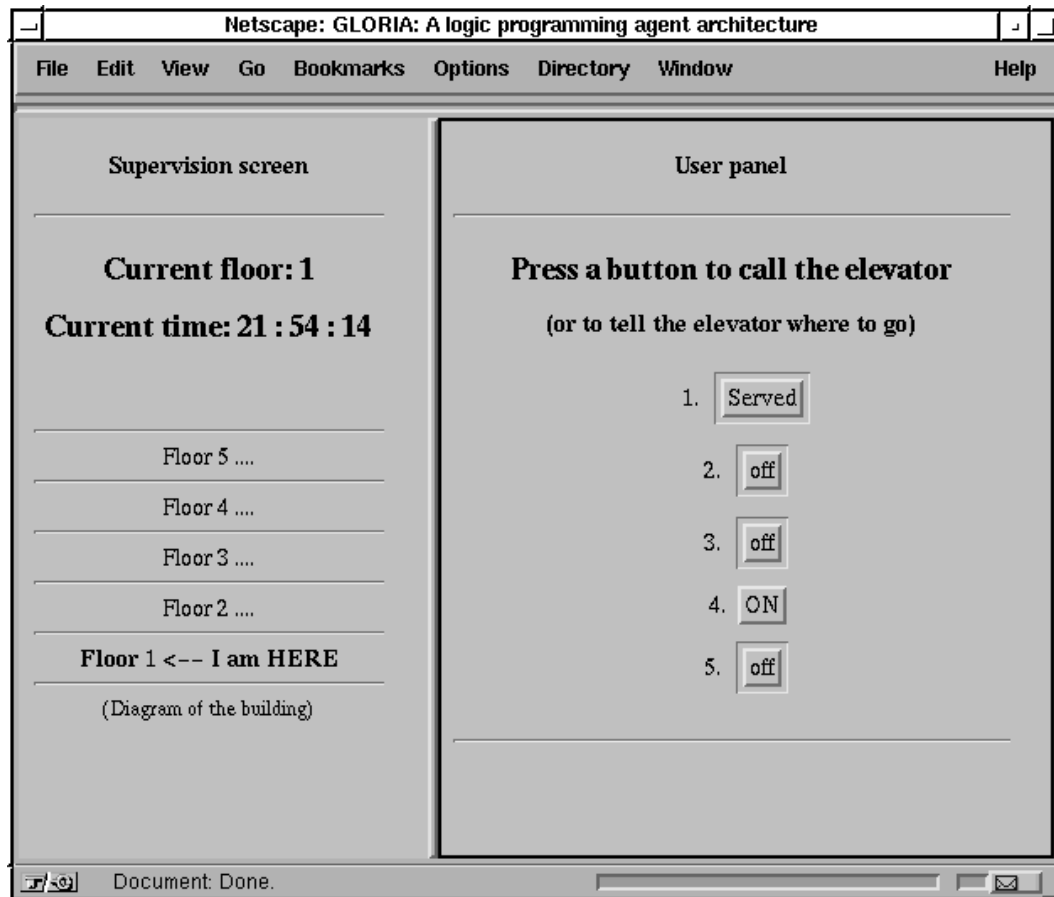 Netscape: GLORIA: A logic programming agent architecture
File Edit View Go Bookmarks Options Directory Window Help
Supervision screen
Current floor: 1
Current time: 21 : 54 : 14
Floor 5 ....
Floor 4 ....
Floor 3 ....
Floor 2 ....
Floor 1 <-- I am HERE
(Diagram of the building)
User panel
Press a button to call the elevator
(or to tell the elevator where to go)
1. Served
2. off
3. off
4. ON
5. off
Document: Done.